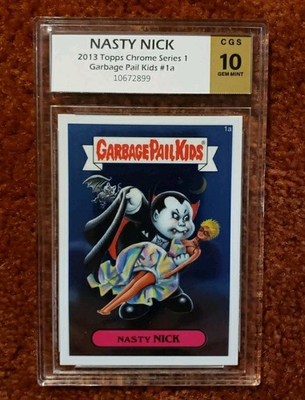 NASTY NICK
2013 Topps Chrome Series 1
Garbage Pail Kids #1a
10672899
CGS
10
GEM MINT
1a
GARBAGE PAIL KIDS
NASTY NICK